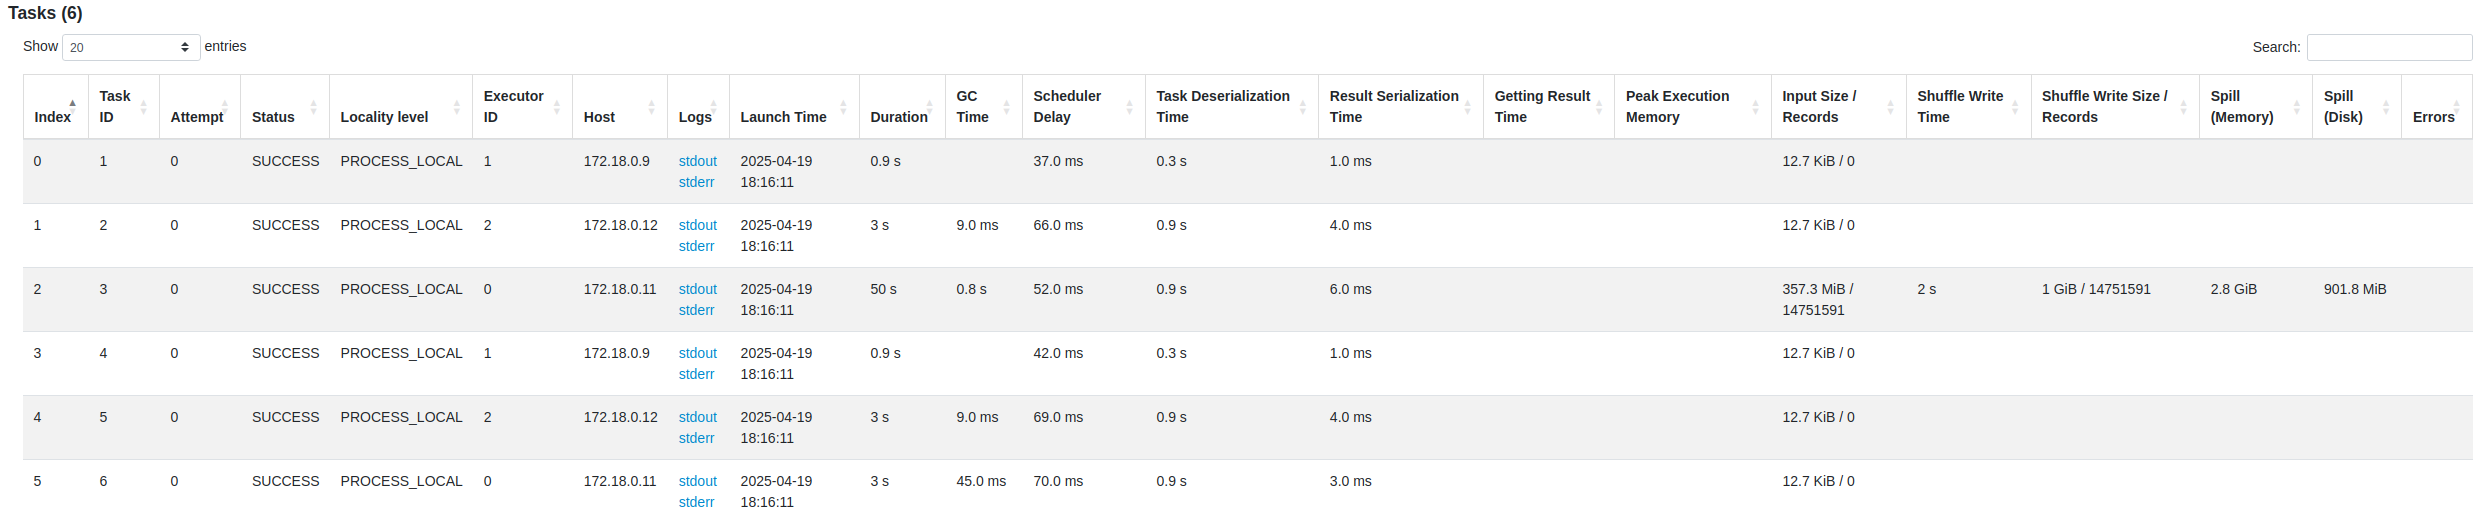 Tasks (6)
Show 20 entries Search:
Index Task ID Attempt Status Locality level Executor ID Host Logs Launch Time Duration GC Time Scheduler Delay Task Deserialization Time Result Serialization Time Getting Result Time Peak Execution Memory Input Size / Records Shuffle Write Time Shuffle Write Size / Records Spill (Memory) Spill (Disk) Errors
0 1 0 SUCCESS PROCESS_LOCAL 1 172.18.0.9 stdout 2025-04-19 0.9 s 37.0 ms 0.3 s 1.0 ms 12.7 KiB / 0
stderr 18:16:11
1 2 0 SUCCESS PROCESS_LOCAL 2 172.18.0.12 stdout 2025-04-19 3 s 9.0 ms 66.0 ms 0.9 s 4.0 ms 12.7 KiB / 0
stderr 18:16:11
2 3 0 SUCCESS PROCESS_LOCAL 0 172.18.0.11 stdout 2025-04-19 50 s 0.8 s 52.0 ms 0.9 s 6.0 ms 357.3 MiB / 2 s 1 GiB / 14751591 2.8 GiB 901.8 MiB
stderr 18:16:11 14751591
3 4 0 SUCCESS PROCESS_LOCAL 1 172.18.0.9 stdout 2025-04-19 0.9 s 42.0 ms 0.3 s 1.0 ms 12.7 KiB / 0
stderr 18:16:11
4 5 0 SUCCESS PROCESS_LOCAL 2 172.18.0.12 stdout 2025-04-19 3 s 9.0 ms 69.0 ms 0.9 s 4.0 ms 12.7 KiB / 0
stderr 18:16:11
5 6 0 SUCCESS PROCESS_LOCAL 0 172.18.0.11 stdout 2025-04-19 3 s 45.0 ms 70.0 ms 0.9 s 3.0 ms 12.7 KiB / 0
stderr 18:16:11